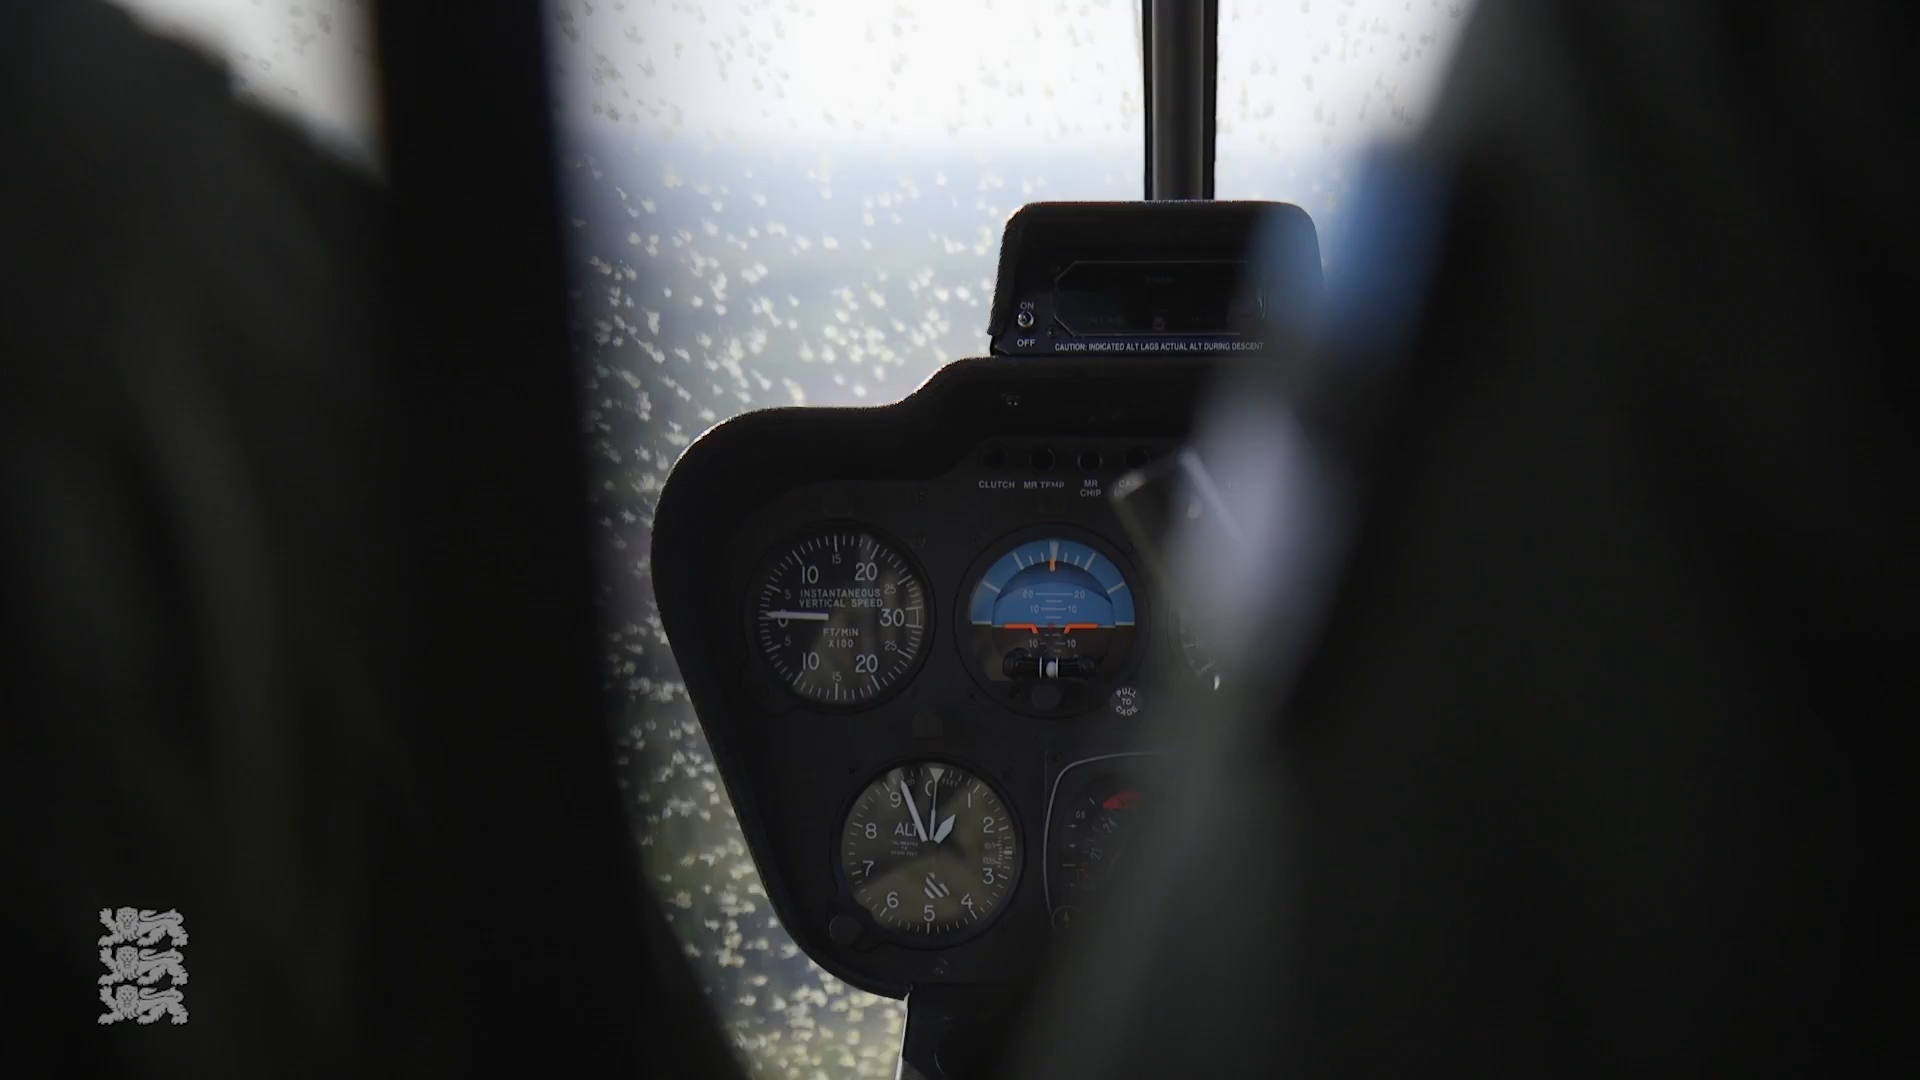 ON
OFF
CAUTION: INDICATED ALT LAGS ACTUAL ALT DURING DESCENT
CLUTCH
MR TEMP
MR
CHIP
15
10
20
5
25
INSTANTANEOUS
VERTICAL SPEED
0
30
FT/MIN
X100
5
25
10
20
15
20 20
10 10
10 10
PULL
TO
CAGE
0
9
1
8
ALT
2
7
3
6
4
5